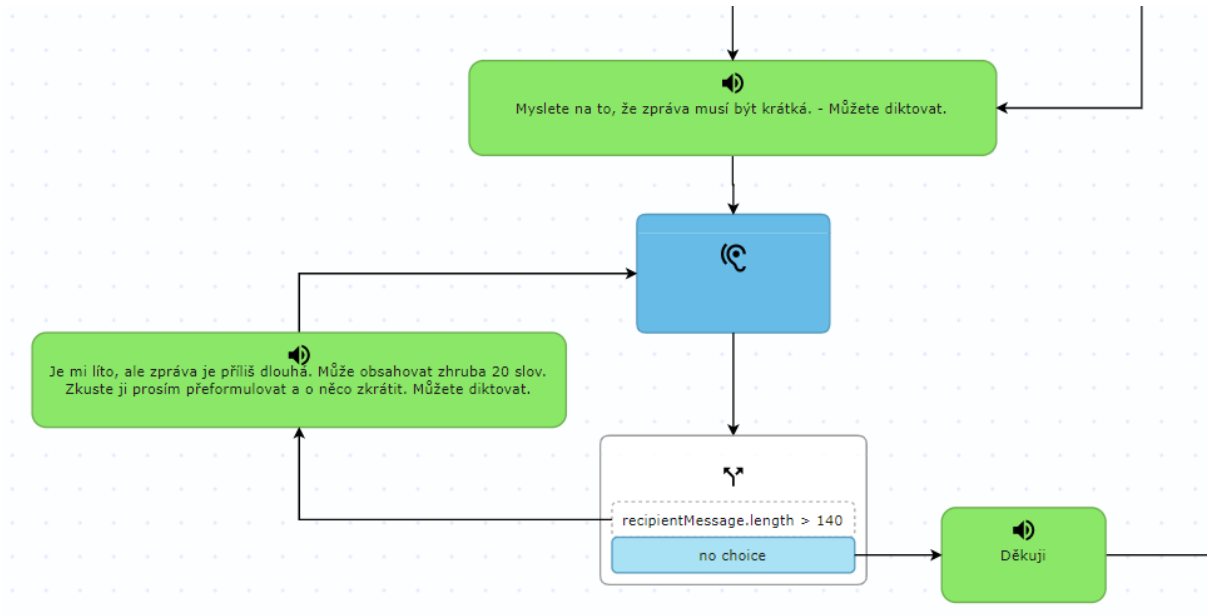 Myslete na to, že zpráva musí být krátká. - Můžete diktovat.
Je mi líto, ale zpráva je příliš dlouhá. Může obsahovat zhruba 20 slov.
Zkuste ji prosím přeformulovat a o něco zkrátit. Můžete diktovat.
recipientMessage.length > 140
no choice
Děkuji